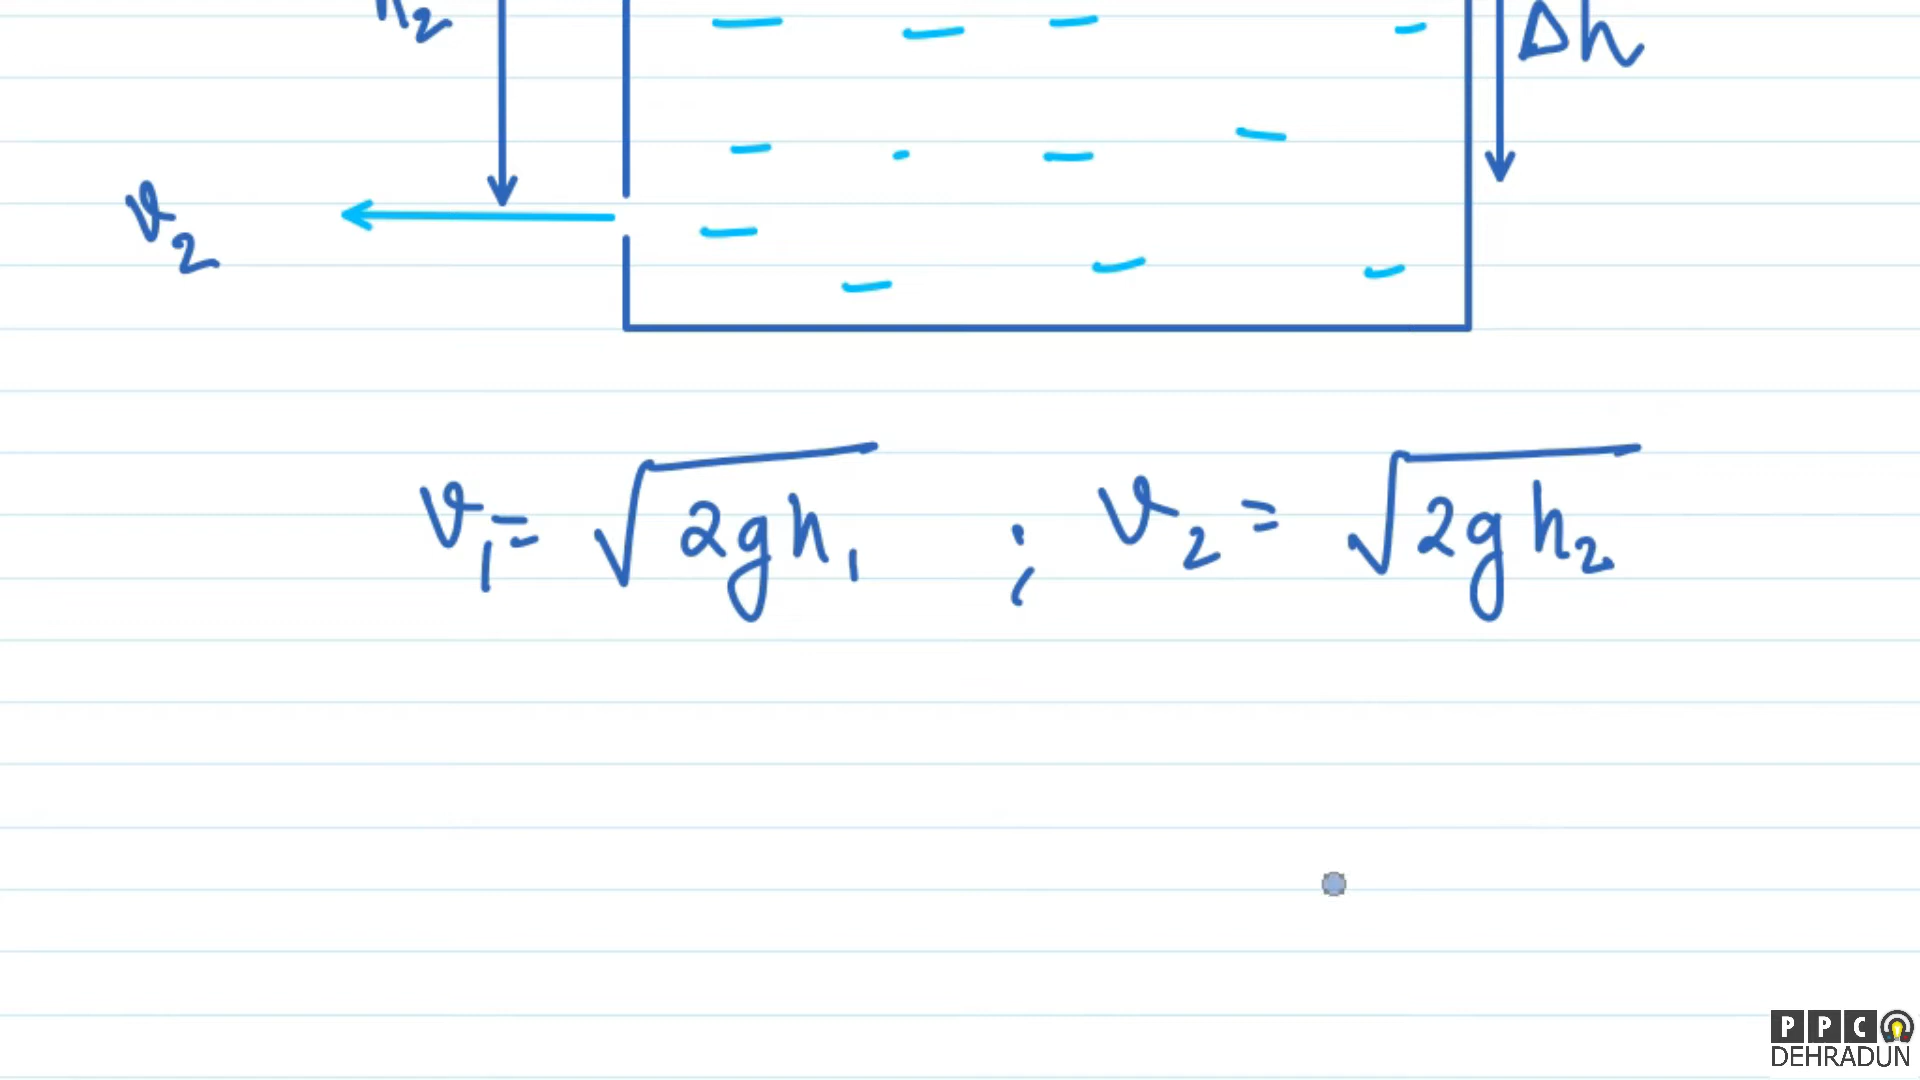 h₂
Δh
v₂
v₁ = √2gh₁ ; v₂ = √2gh₂
PPC
DEHRADUN